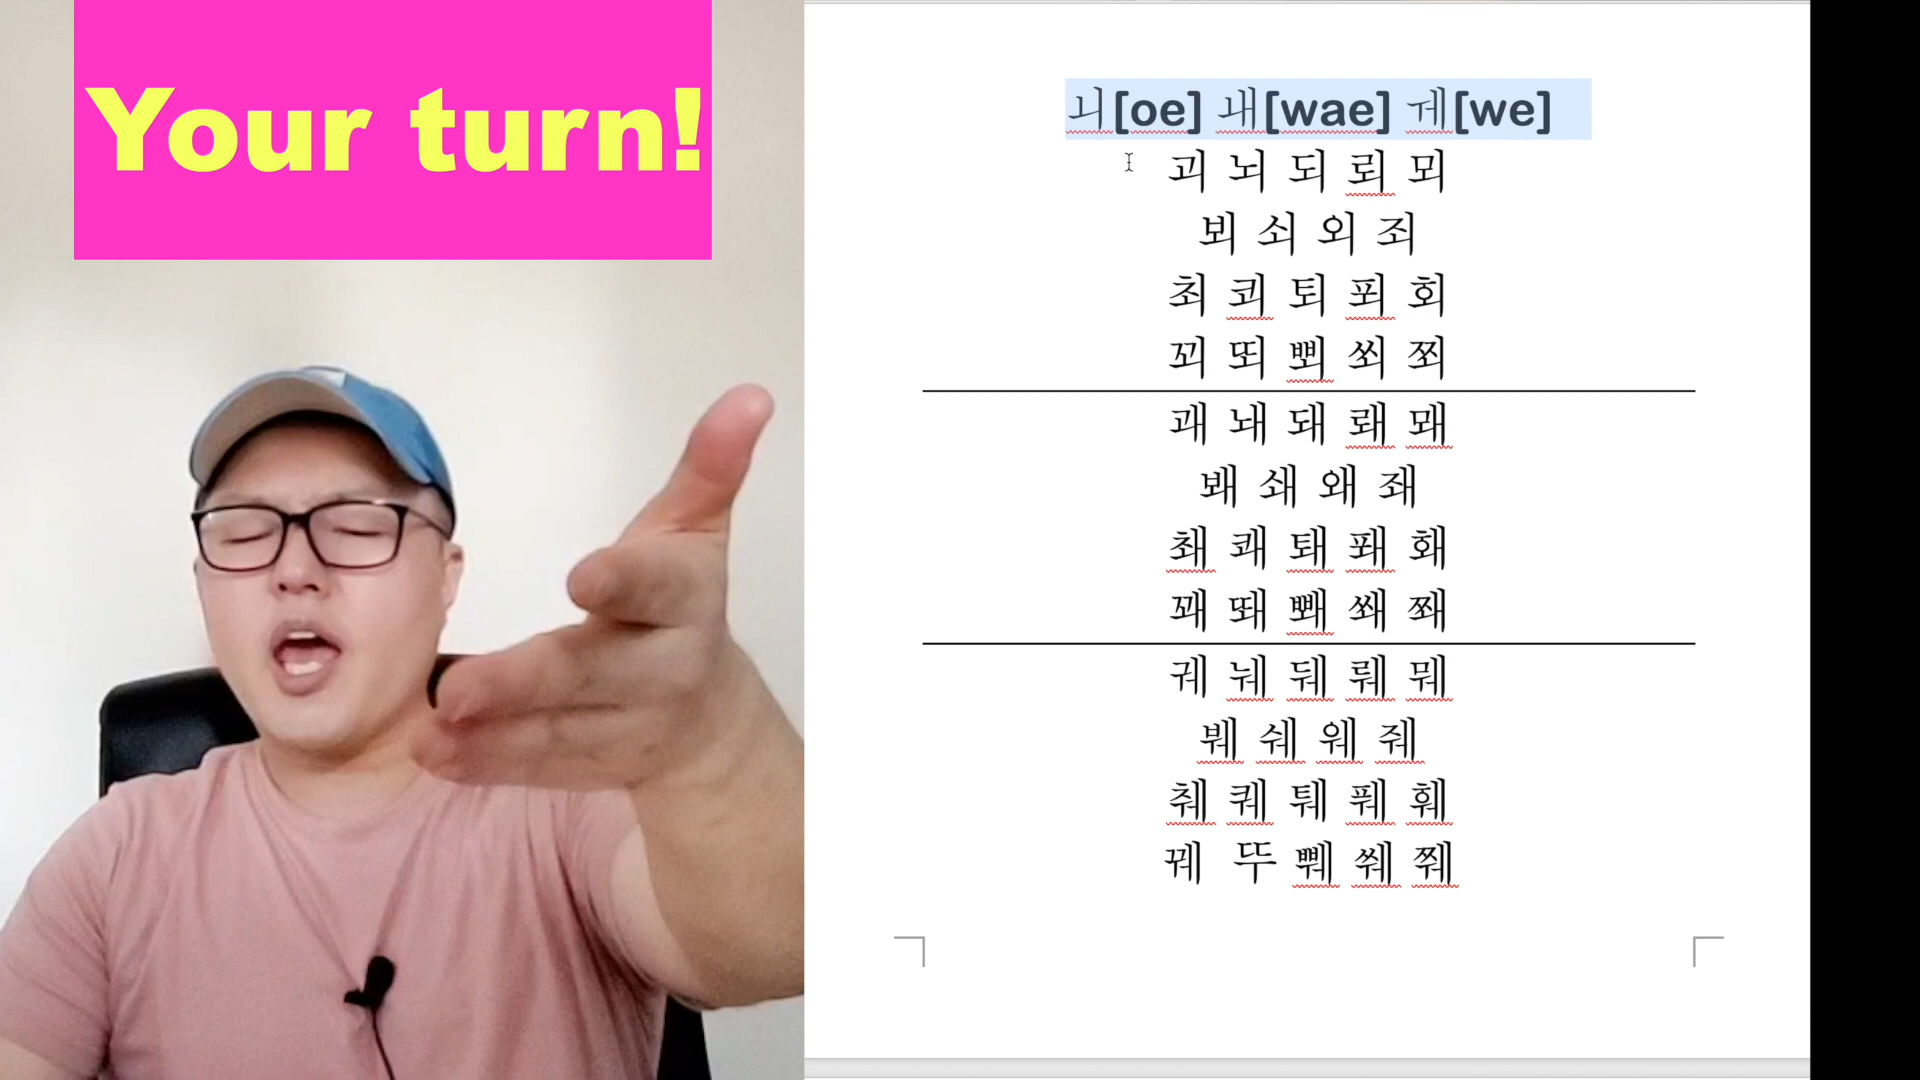 Your turn!
ㅚ[oe] ㅙ[wae] ㅞ[we]
괴 뇌 되 뢰 뫼
뵈 쇠 외 죄
최 쾨 퇴 푀 회
꾀 뙤 뾔 쐬 쬐
괘 놰 돼 뢔 뫠
봬 쇄 왜 좨
쵀 쾌 퇘 퐤 홰
꽤 뙈 뽸 쐐 쫴
궤 눼 뒈 뤠 뭬
붸 쉐 웨 줴
췌 퀘 퉤 풰 훼
꿰 뚜 쀄 쒜 쮀